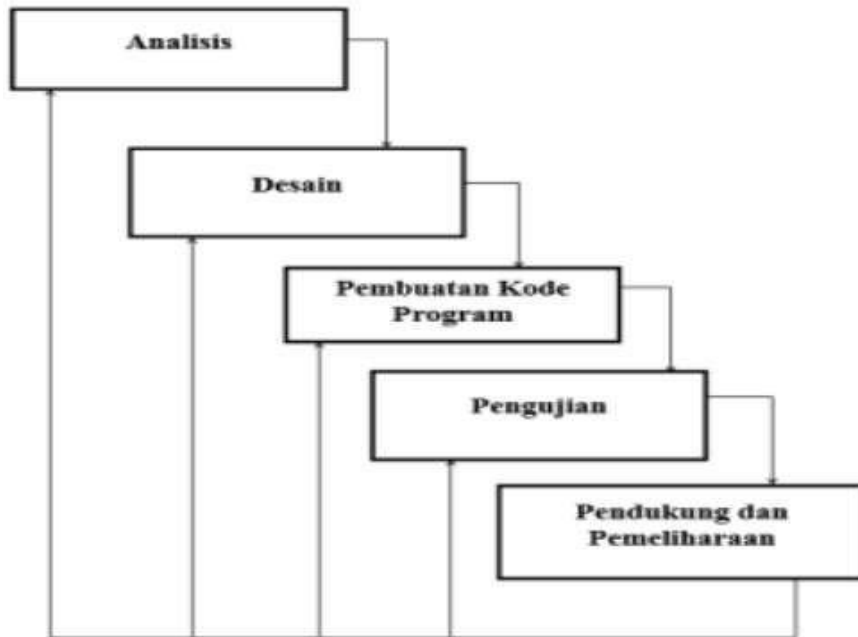 Analisis
Desain
Pembuatan Kode
Program
Pengujian
Pendukung dan
Pemeliharaan